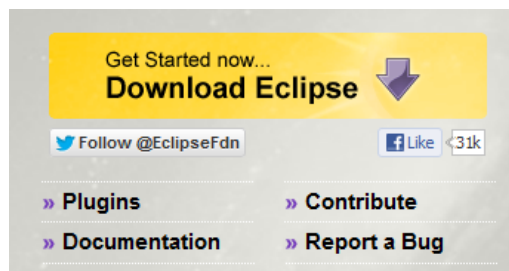 Get Started now...
Download Eclipse
Follow @EclipseFdn
f Like 31k
» Plugins
» Contribute
» Documentation
» Report a Bug